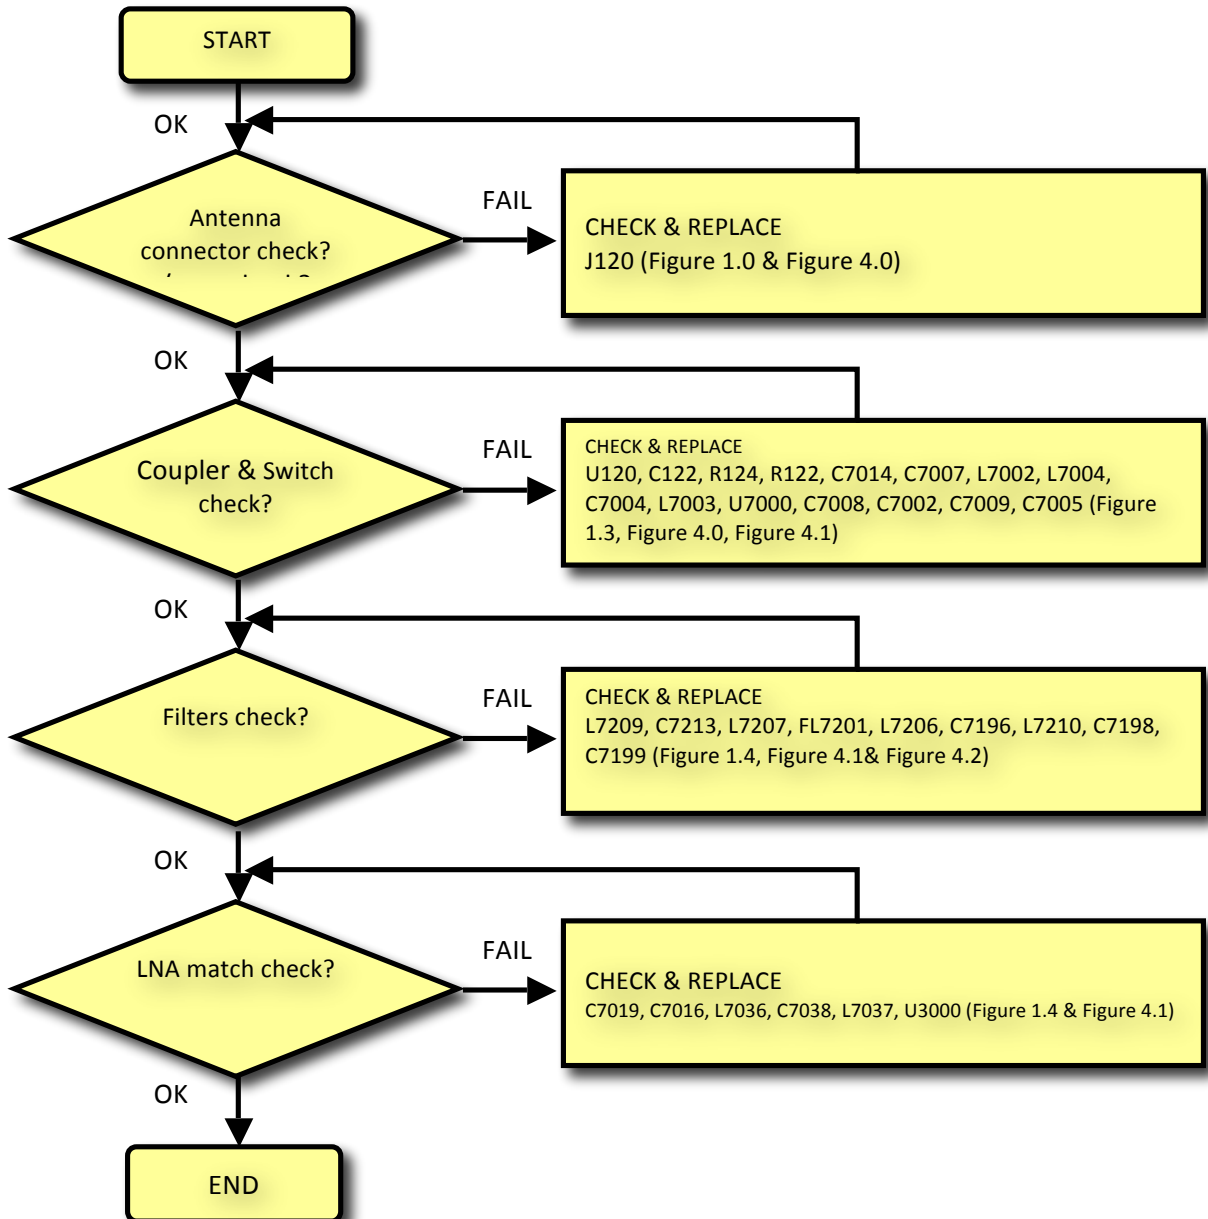 START
OK
Antenna
connector check?
FAIL
CHECK & REPLACE
J120 (Figure 1.0 & Figure 4.0)
OK
Coupler & Switch
check?
FAIL
CHECK & REPLACE
U120, C122, R124, R122, C7014, C7007, L7002, L7004,
C7004, L7003, U7000, C7008, C7002, C7009, C7005 (Figure
1.3, Figure 4.0, Figure 4.1)
OK
Filters check?
FAIL
CHECK & REPLACE
L7209, C7213, L7207, FL7201, L7206, C7196, L7210, C7198,
C7199 (Figure 1.4, Figure 4.1& Figure 4.2)
OK
LNA match check?
FAIL
CHECK & REPLACE
C7019, C7016, L7036, C7038, L7037, U3000 (Figure 1.4 & Figure 4.1)
OK
END